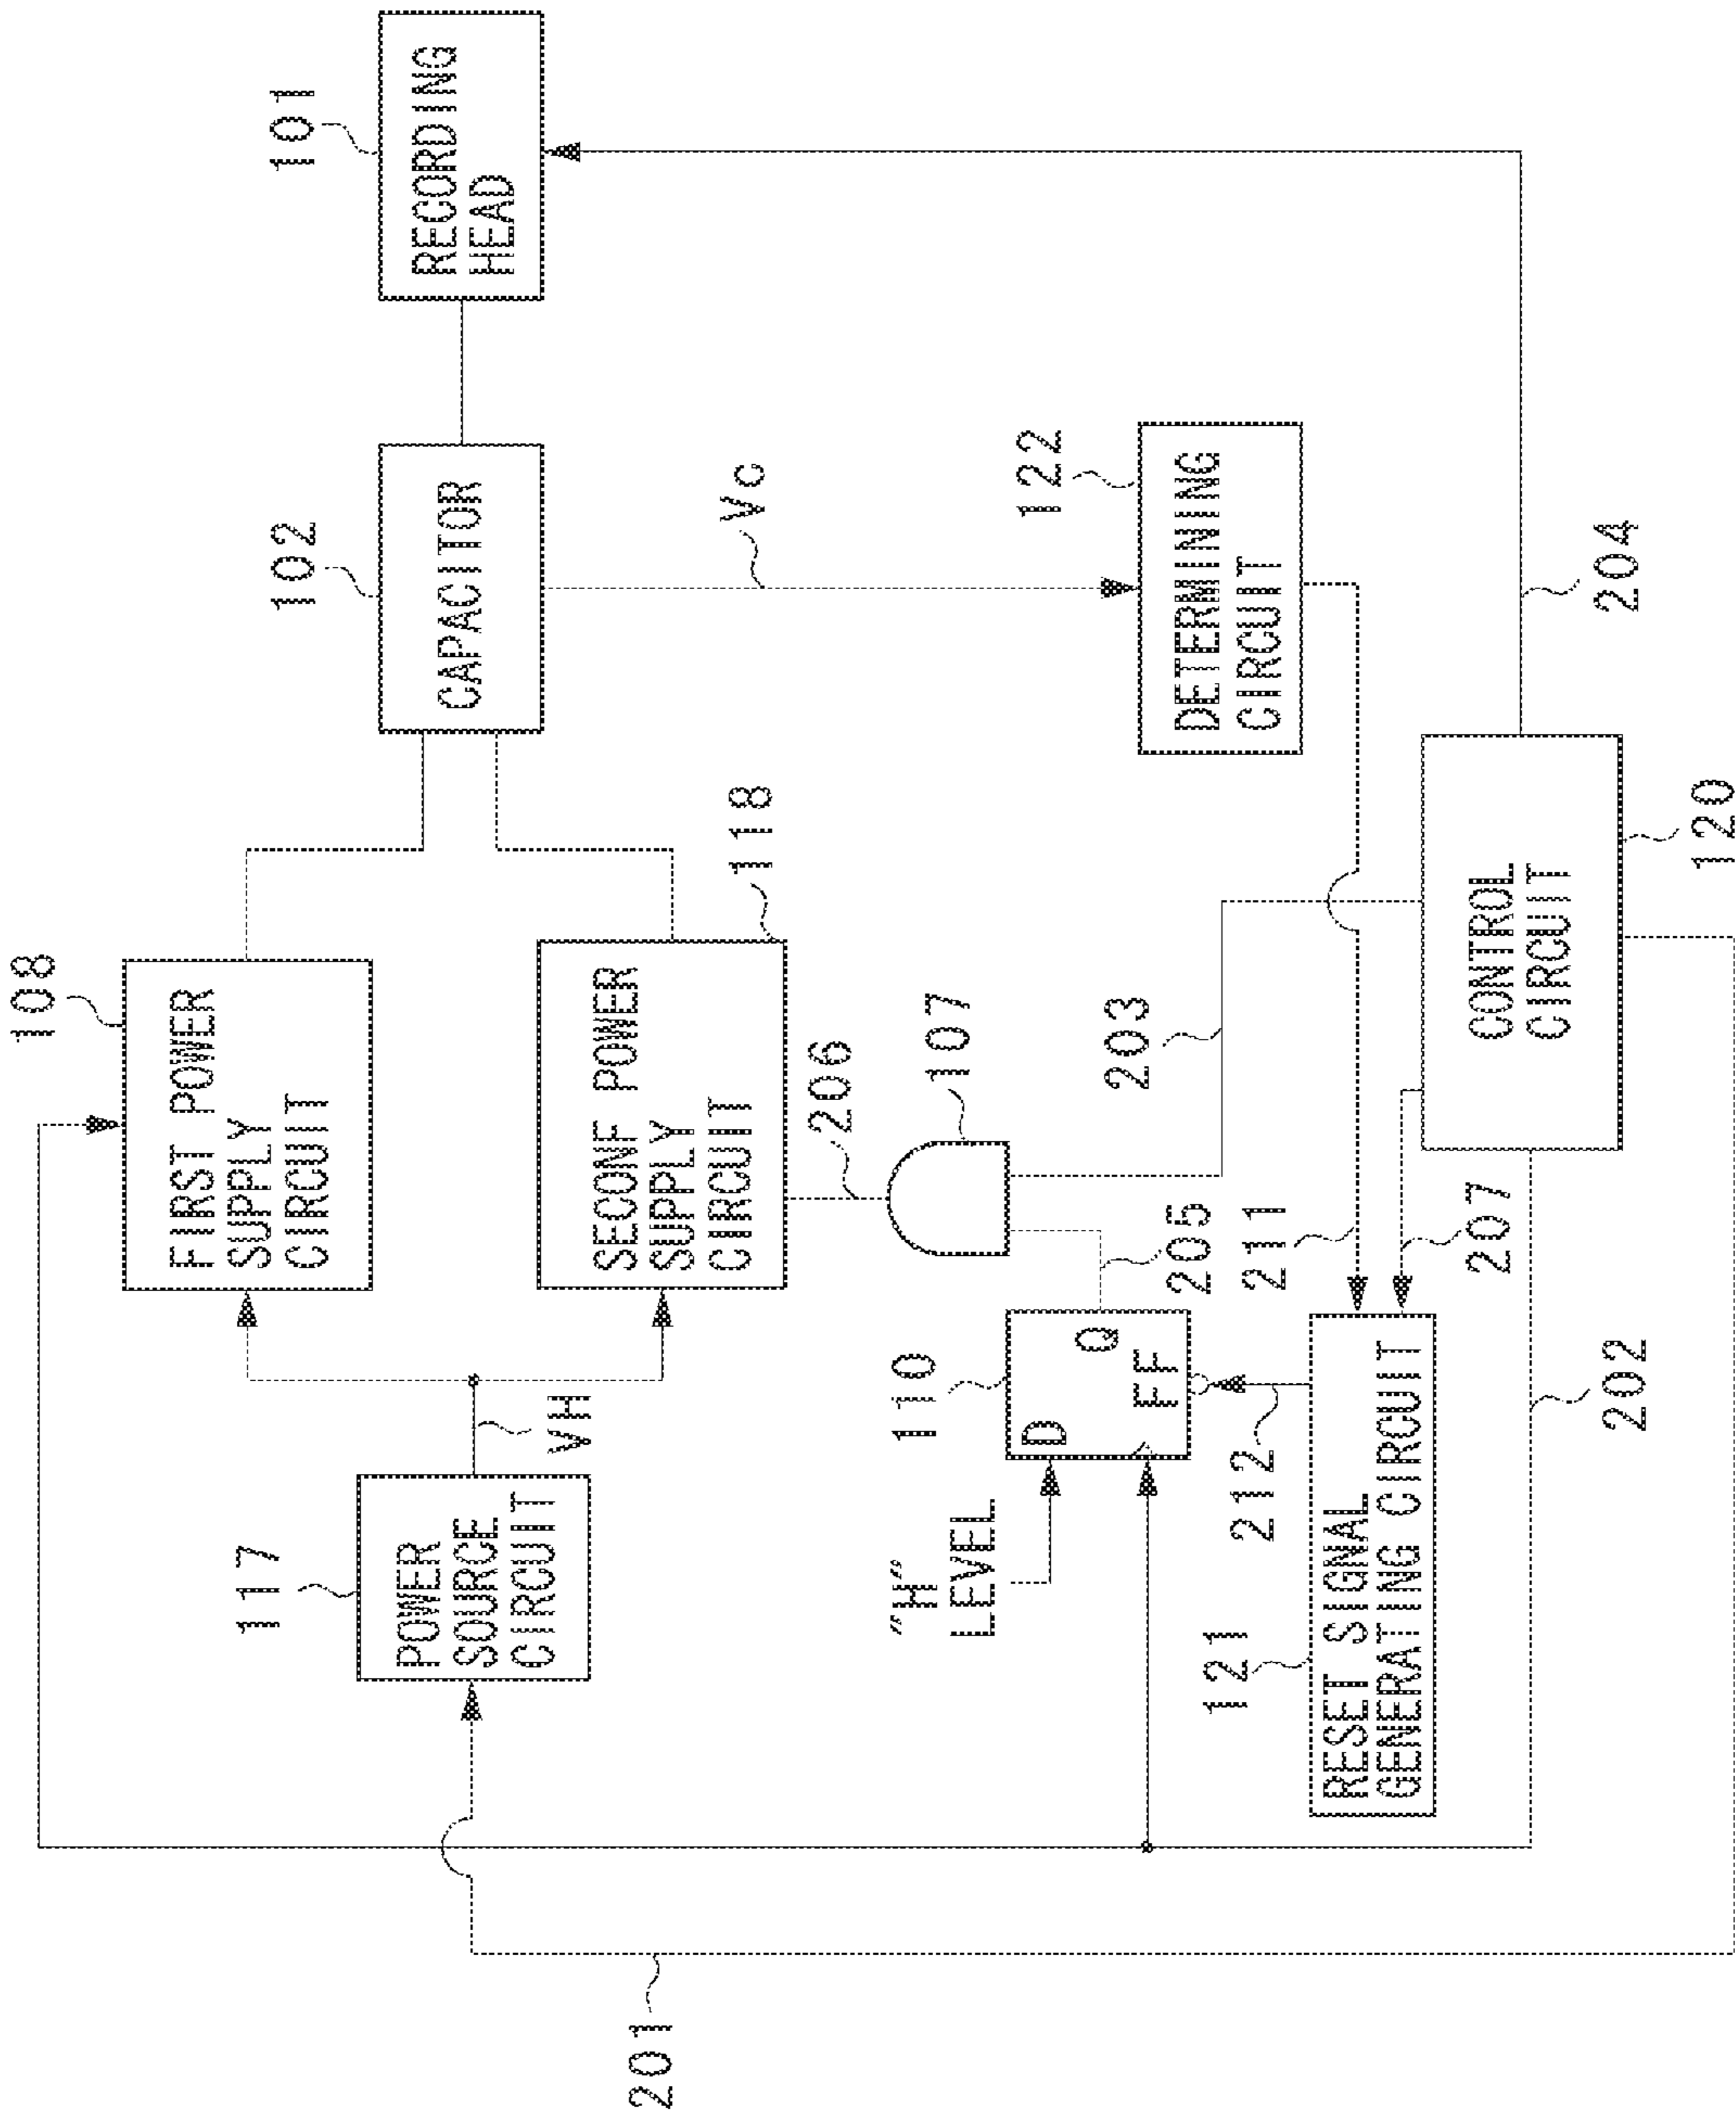 108
FIRST POWER
SUPPLY
CIRCUIT
117
POWER
SOURCE
CIRCUIT
VH
SECONF POWER
SUPPLY
CIRCUIT
118
102
CAPACITOR
101
RECORDING
HEAD
Vc
206
107
"H"
LEVEL
110
D
Q
FF
205
203
122
DETERMINING
CIRCUIT
201
121
RESET SIGNAL
GENERATING CIRCUIT
212
211
207
202
CONTROL
CIRCUIT
120
204